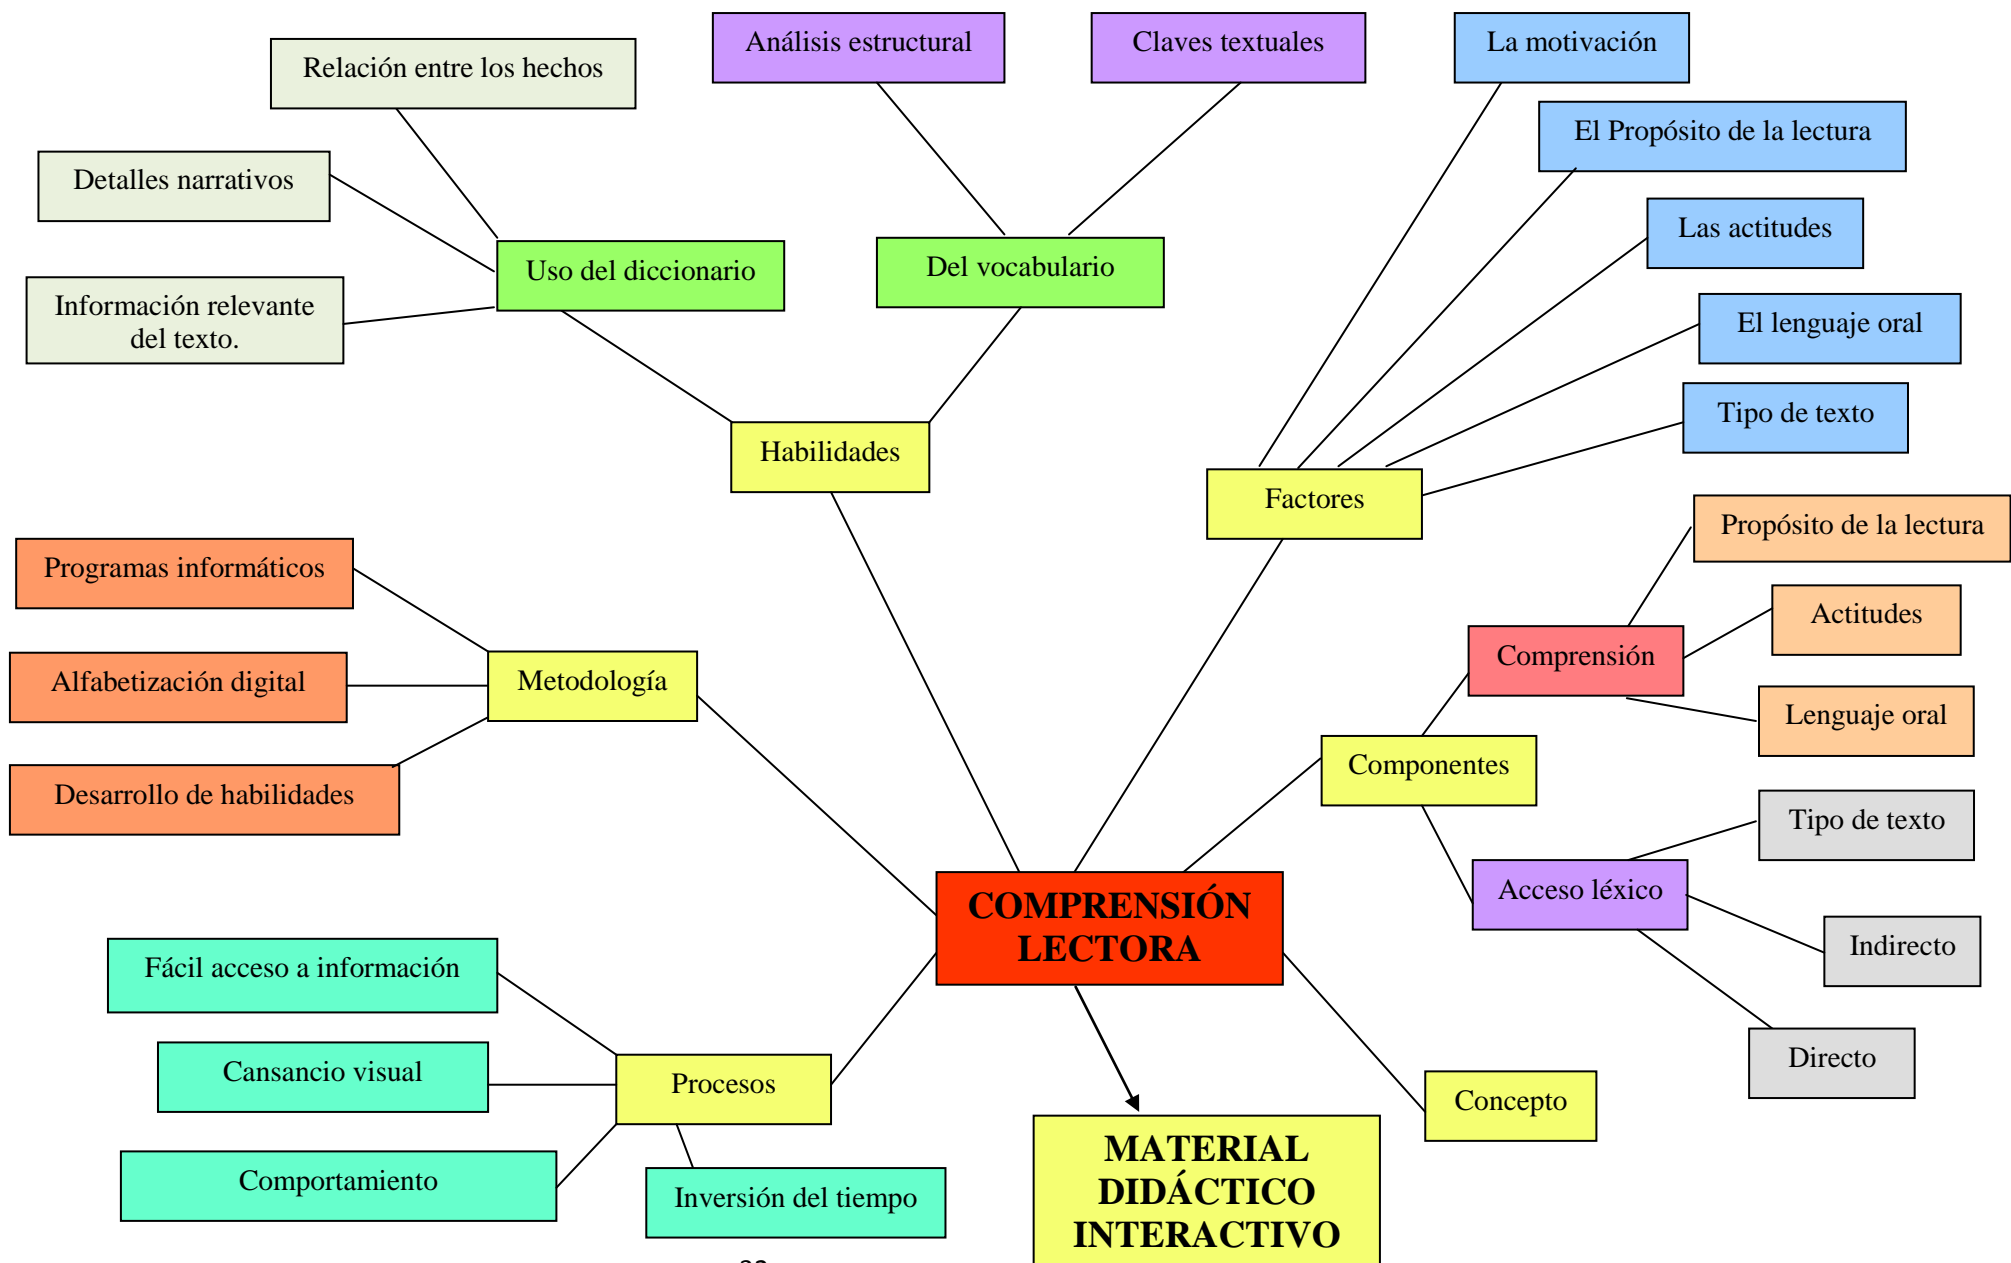 Análisis estructural
Claves textuales
La motivación
Relación entre los hechos
El Propósito de la lectura
Detalles narrativos
Las actitudes
Uso del diccionario
Del vocabulario
Información relevante
del texto.
El lenguaje oral
Tipo de texto
Habilidades
Factores
Propósito de la lectura
Programas informáticos
Actitudes
Comprensión
Alfabetización digital
Metodología
Lenguaje oral
Componentes
Desarrollo de habilidades
Tipo de texto
Acceso léxico
COMPRENSIÓN
LECTORA
Indirecto
Fácil acceso a información
Directo
Cansancio visual
Procesos
Concepto
Comportamiento
Inversión del tiempo
MATERIAL
DIDÁCTICO
INTERACTIVO